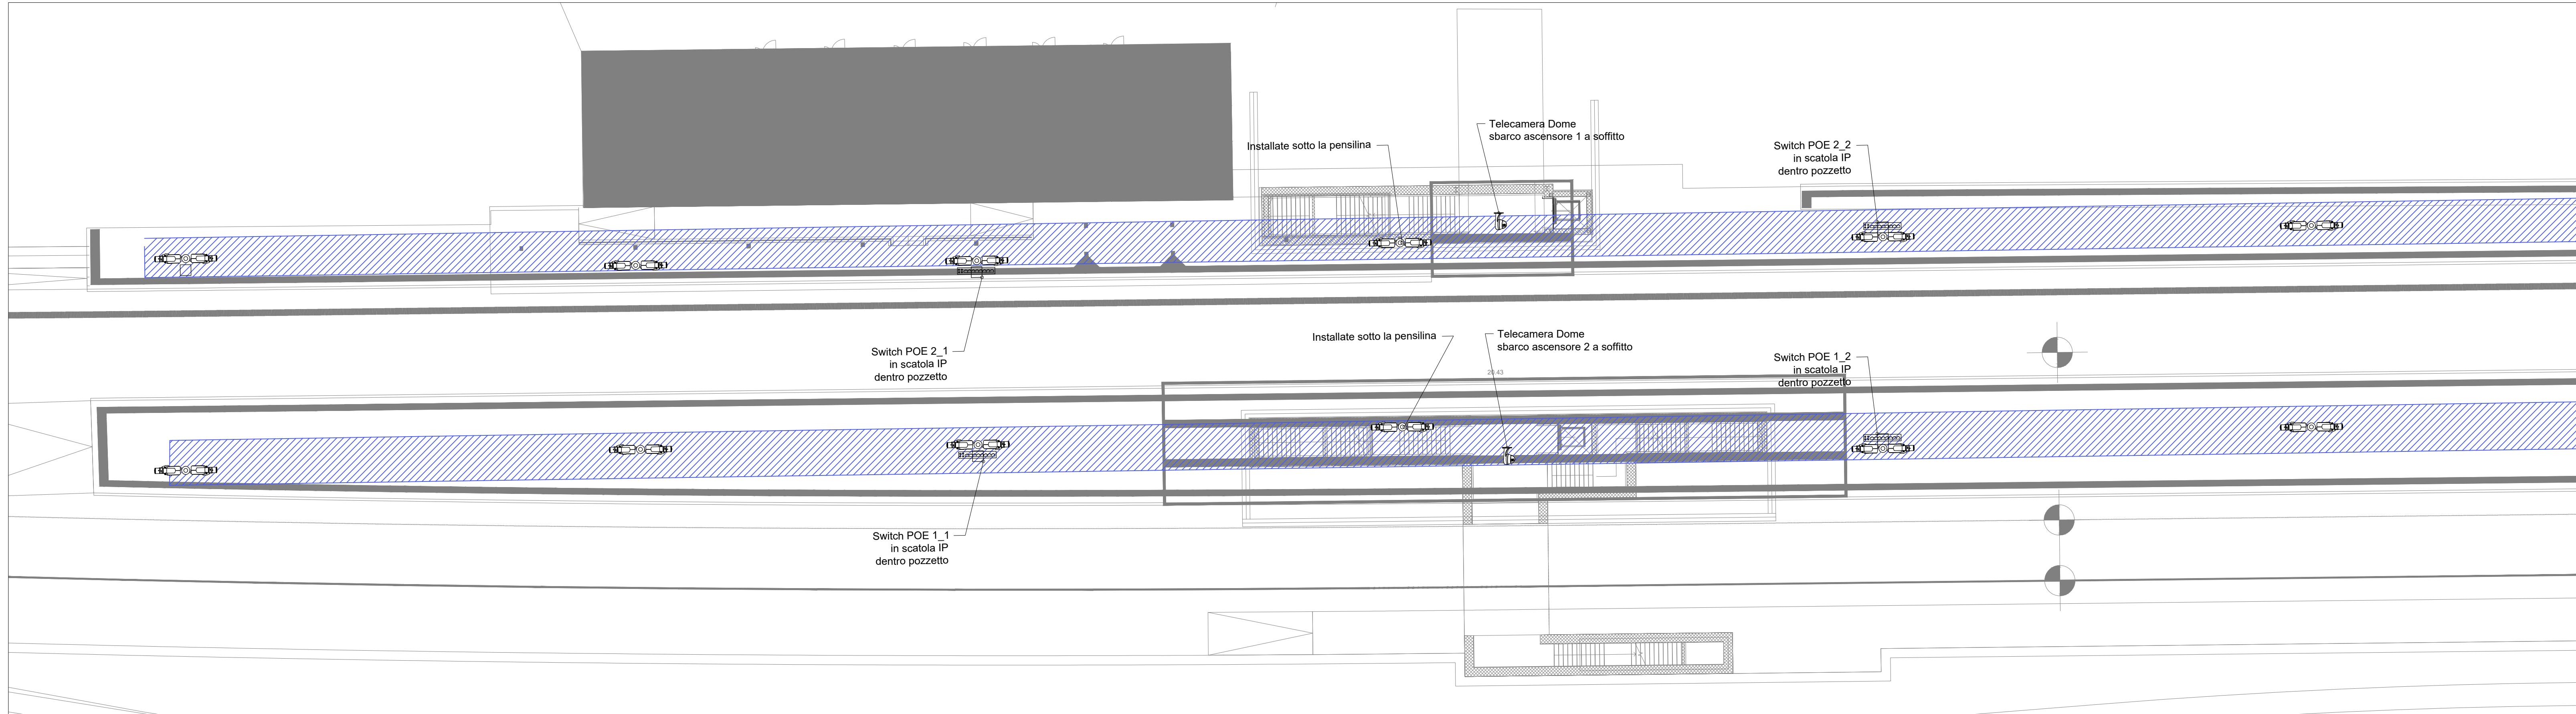 Telecamera Dome
sbarco ascensore 1 a soffitto
Installate sotto la pensilina
Switch POE 2_2
in scatola IP
dentro pozzetto
Switch POE 2_1
in scatola IP
dentro pozzetto
Installate sotto la pensilina
Telecamera Dome
sbarco ascensore 2 a soffitto
Switch POE 1_2
in scatola IP
dentro pozzetto
20.43
Switch POE 1_1
in scatola IP
dentro pozzetto